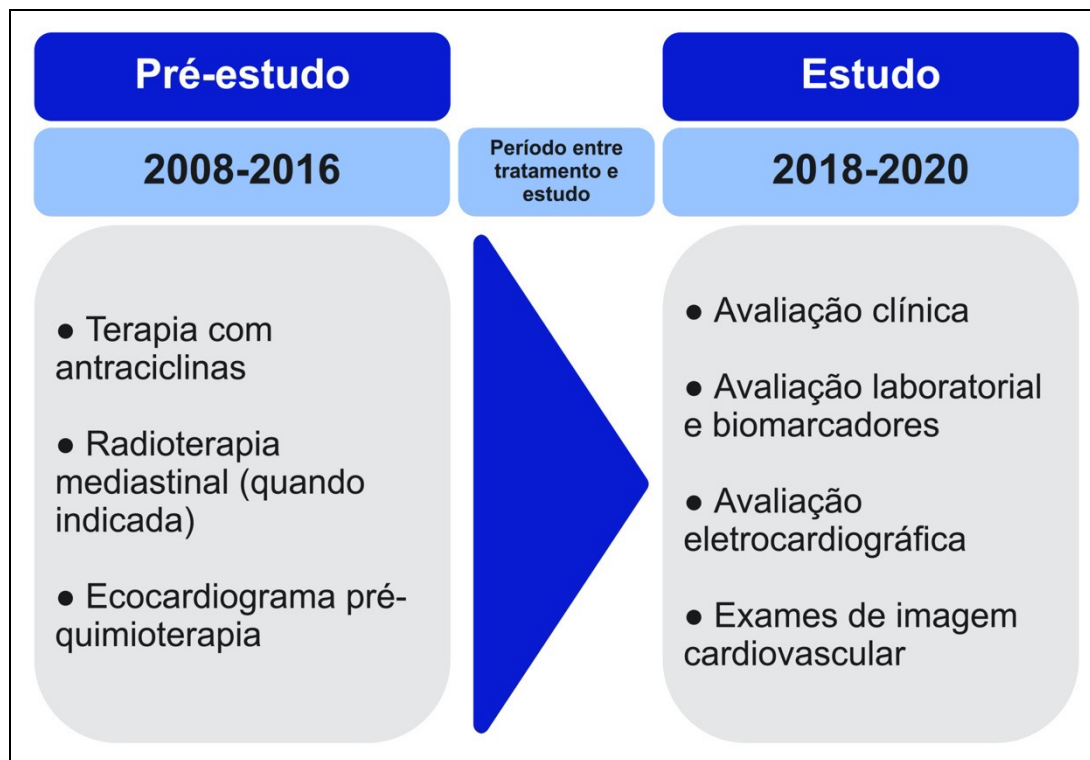 Pré-estudo
2008-2016
● Terapia com
antraciclinas
● Radioterapia
mediastinal (quando
indicada)
● Ecocardiograma pré-
quimioterapia
Período entre
tratamento e
estudo
Estudo
2018-2020
● Avaliação clínica
● Avaliação laboratorial
e biomarcadores
● Avaliação
eletrocardiográfica
● Exames de imagem
cardiovascular